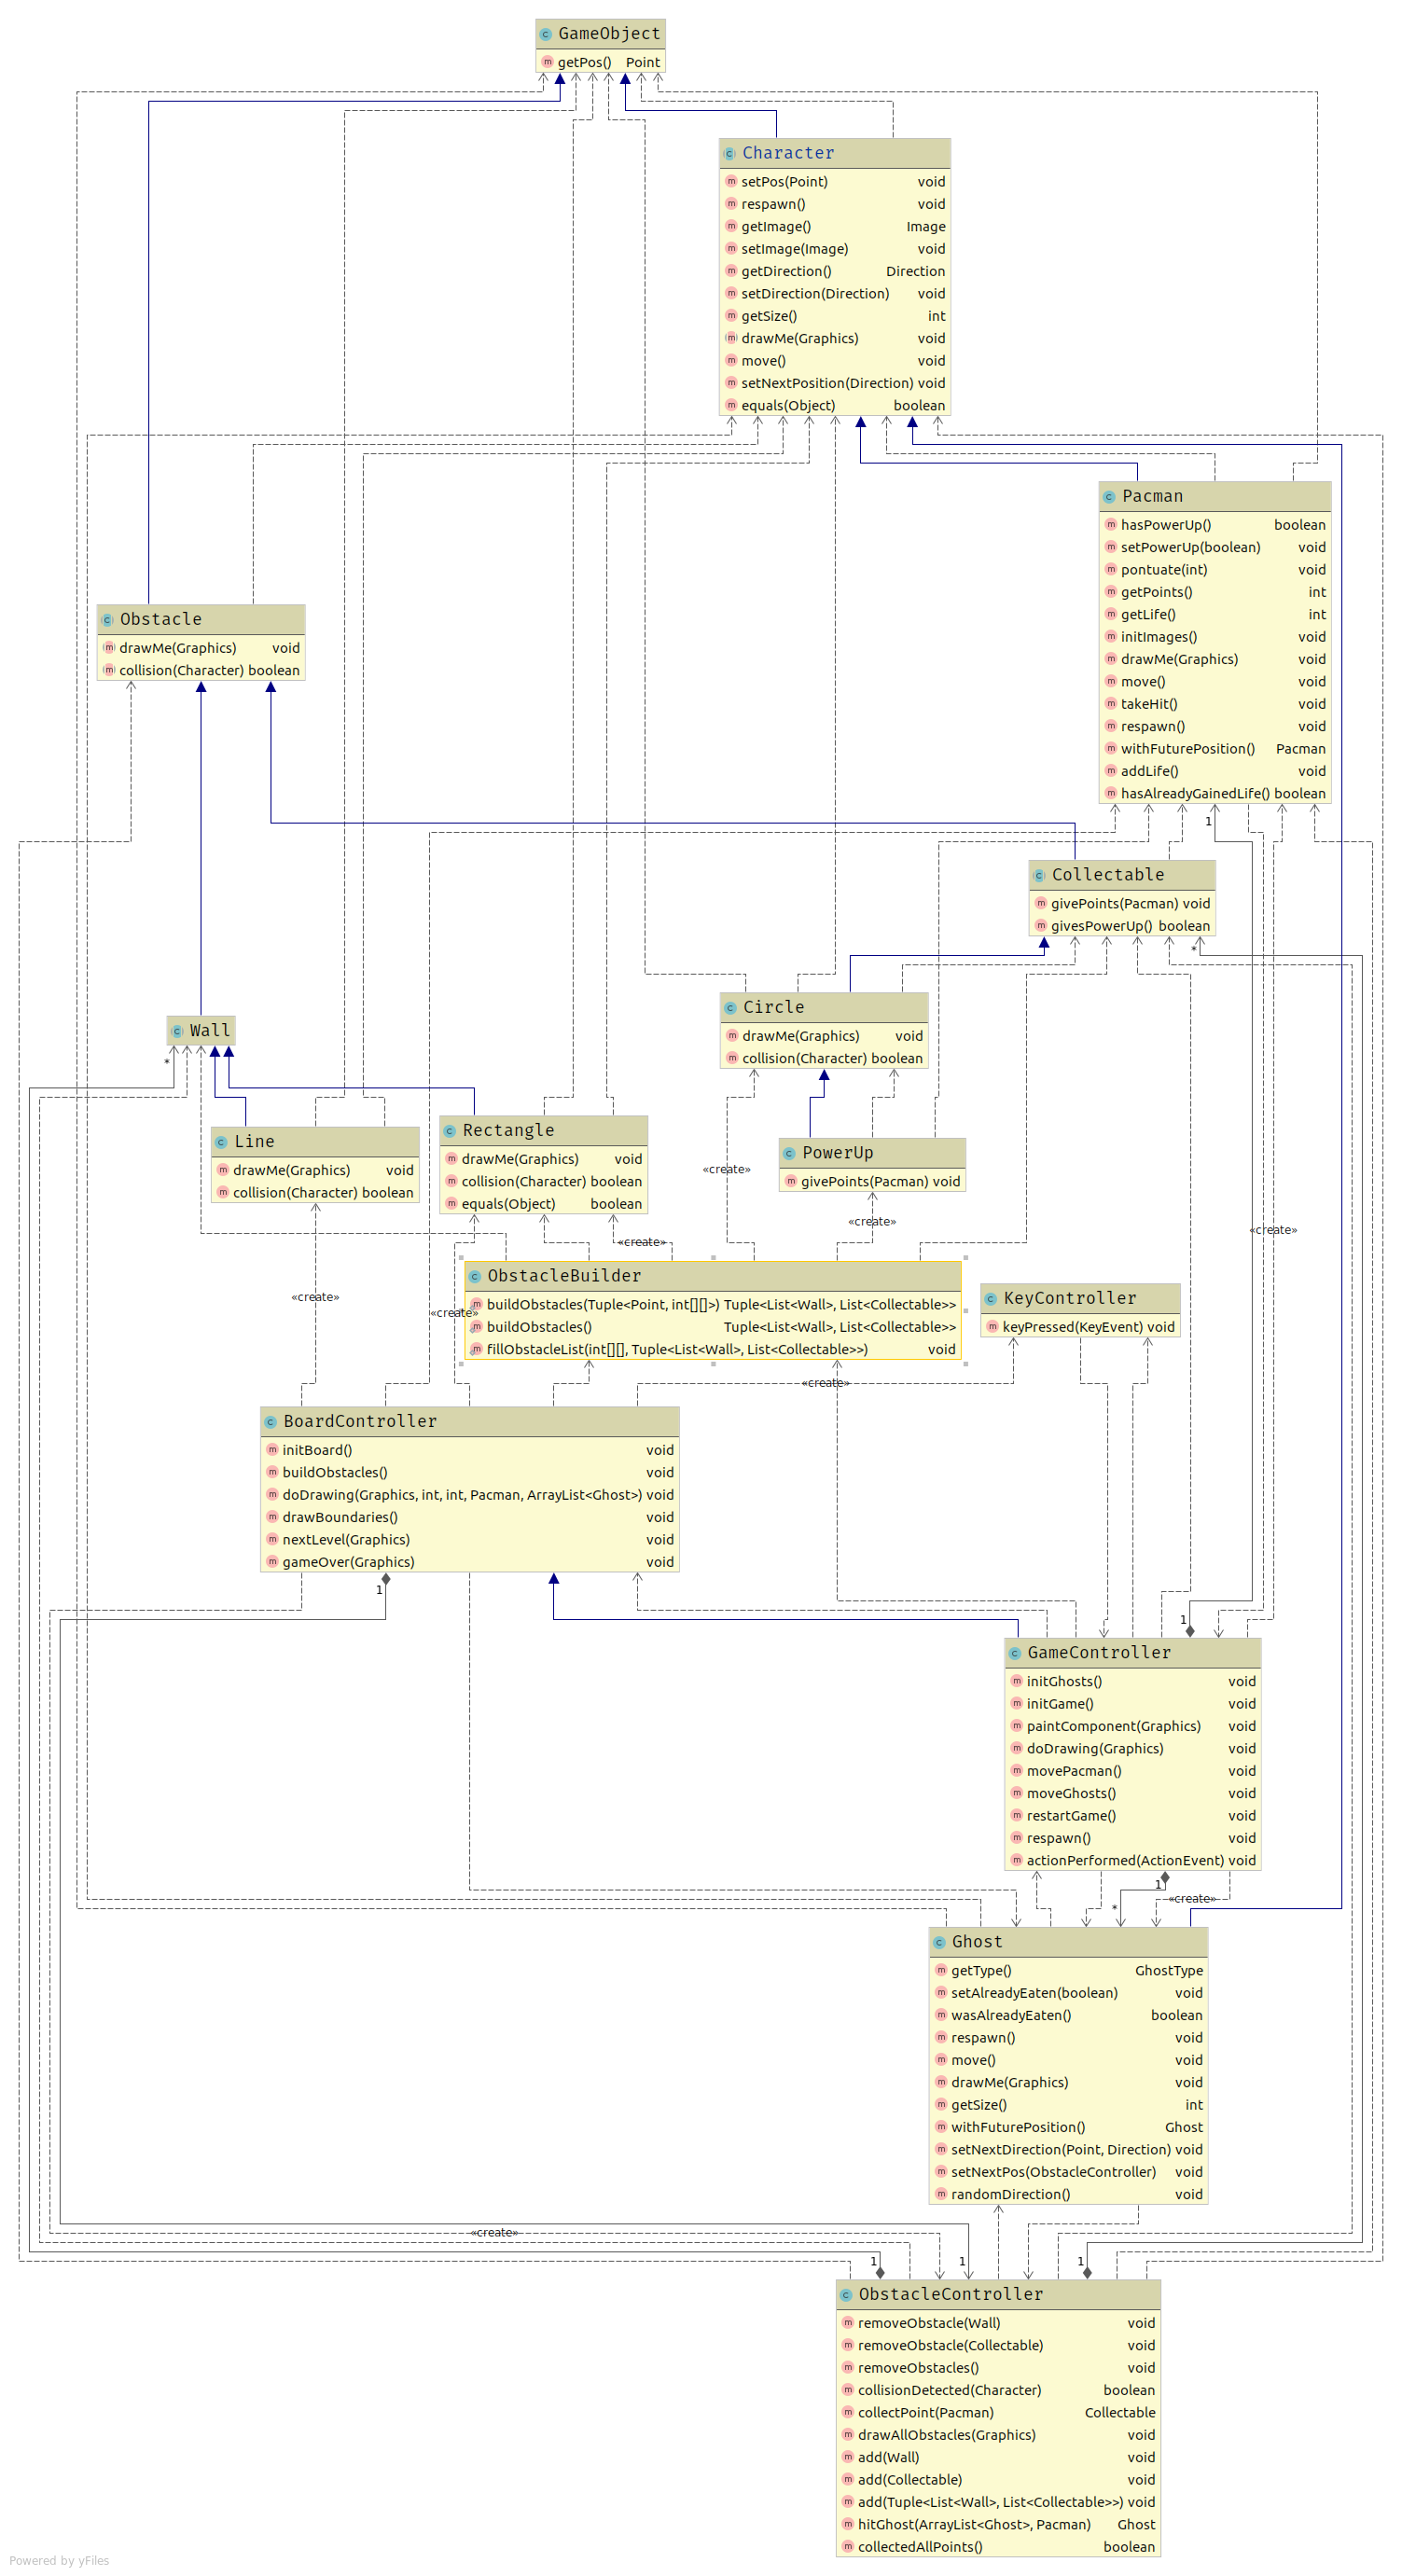 GameObject
getPos() Point
Character
setPos(Point) void
respawn() void
getImage() Image
setImage(Image) void
getDirection() Direction
setDirection(Direction) void
getSize() int
drawMe(Graphics) void
move() void
setNextPosition(Direction) void
equals(Object) boolean
Pacman
hasPowerUp() boolean
setPowerUp(boolean) void
pontuate(int) void
getPoints() int
getLife() int
initImages() void
drawMe(Graphics) void
move() void
takeHit() void
respawn() void
withFuturePosition() Pacman
addLife() void
hasAlreadyGainedLife() boolean
1
Obstacle
drawMe(Graphics) void
collision(Character) boolean
Collectable
givePoints(Pacman) void
givesPowerUp() boolean
*
Circle
drawMe(Graphics) void
collision(Character) boolean
Wall
*
Line
drawMe(Graphics) void
collision(Character) boolean
Rectangle
drawMe(Graphics) void
collision(Character) boolean
equals(Object) boolean
PowerUp
givePoints(Pacman) void
«create»
«create»
«create»
«create»
«create»
«create»
ObstacleBuilder
buildObstacles(Tuple<Point, int[][]>) Tuple<List<Wall>, List<Collectable>>
buildObstacles() Tuple<List<Wall>, List<Collectable>>
fillObstacleList(int[][], Tuple<List<Wall>, List<Collectable>>) void
KeyController
keyPressed(KeyEvent) void
«create»
BoardController
initBoard() void
buildObstacles() void
doDrawing(Graphics, int, int, Pacman, ArrayList<Ghost>) void
drawBoundaries() void
nextLevel(Graphics) void
gameOver(Graphics) void
1
1
GameController
initGhosts() void
initGame() void
paintComponent(Graphics) void
doDrawing(Graphics) void
movePacman() void
moveGhosts() void
restartGame() void
respawn() void
actionPerformed(ActionEvent) void
1
«create»
*
Ghost
getType() GhostType
setAlreadyEaten(boolean) void
wasAlreadyEaten() boolean
respawn() void
move() void
drawMe(Graphics) void
getSize() int
withFuturePosition() Ghost
setNextDirection(Point, Direction) void
setNextPos(ObstacleController) void
randomDirection() void
«create»
1
1
1
ObstacleController
removeObstacle(Wall) void
removeObstacle(Collectable) void
removeObstacles() void
collisionDetected(Character) boolean
collectPoint(Pacman) Collectable
drawAllObstacles(Graphics) void
add(Wall) void
add(Collectable) void
add(Tuple<List<Wall>, List<Collectable>>) void
hitGhost(ArrayList<Ghost>, Pacman) Ghost
collectedAllPoints() boolean
Powered by yFiles